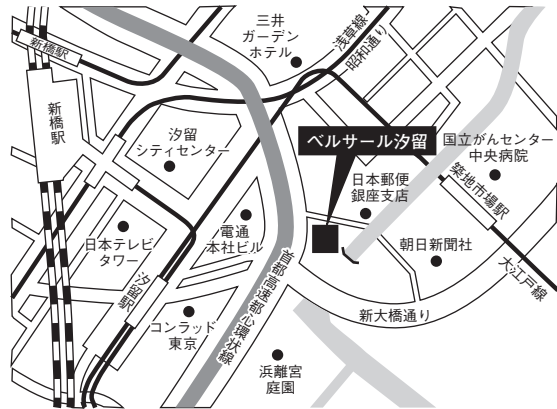 三井
ガーデン
ホテル
浅草線
昭和通り
新橋駅
新橋駅
汐留
シティセンター
ベルサール汐留
国立がんセンター
中央病院
日本郵便
銀座支店
築地市場駅
電通
本社ビル
日本テレビ
タワー
朝日新聞社
汐留駅
首都高速都心環状線
大江戸線
新大橋通り
コンラッド
東京
浜離宮
庭園